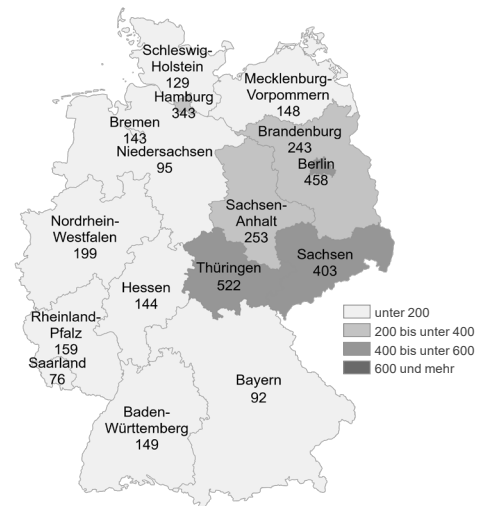 Schleswig-
Holstein
129
Hamburg
343
Mecklenburg-
Vorpommern
148
Bremen
143
Niedersachsen
95
Brandenburg
243
Berlin
458
Sachsen-
Anhalt
253
Nordrhein-
Westfalen
199
Hessen
144
Thüringen
522
Sachsen
403
Rheinland-
Pfalz
159
Saarland
76
Baden-
Württemberg
149
Bayern
92
unter 200
200 bis unter 400
400 bis unter 600
600 und mehr